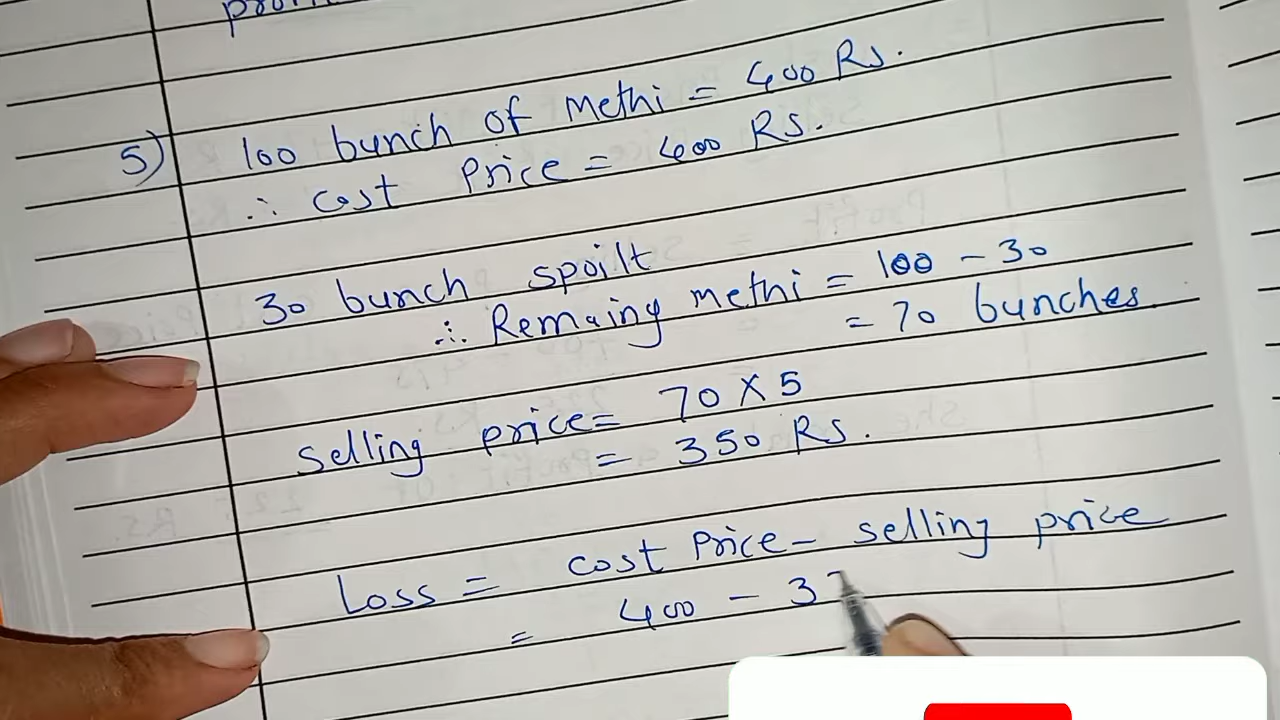 5) 100 bunch of Methi = 400 Rs.
∴ Cost Price = 400 Rs.
30 bunch spoilt
∴ Remaing methi = 100 - 30
= 70 bunches.
Selling price = 70 X 5
= 350 Rs.
Loss = Cost Price - Selling price
= 400 - 3